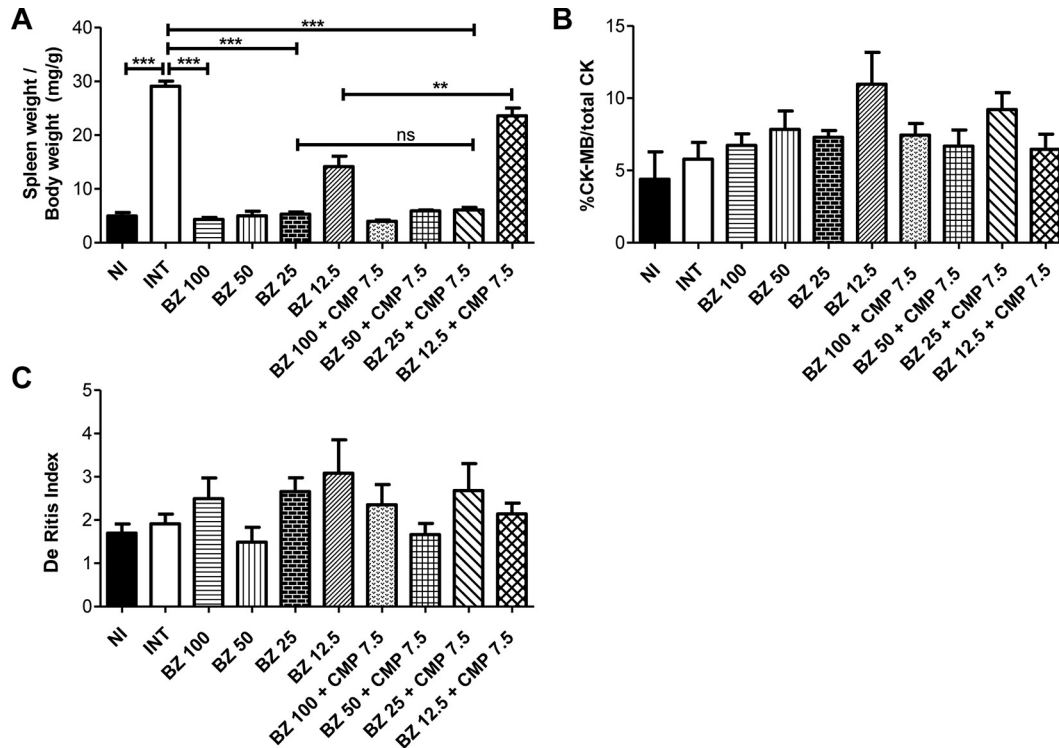 A
Spleen weight /
Body weight (mg/g)
40
30
20
10
0
***
***
***
***
**
ns
NI
INT
BZ 100
BZ 50
BZ 25
BZ 12.5
BZ 100 + CMP 7.5
BZ 50 + CMP 7.5
BZ 25 + CMP 7.5
BZ 12.5 + CMP 7.5
B
%CK-MB/total CK
15
10
5
0
NI
INT
BZ 100
BZ 50
BZ 25
BZ 12.5
BZ 100 + CMP 7.5
BZ 50 + CMP 7.5
BZ 25 + CMP 7.5
BZ 12.5 + CMP 7.5
C
De Ritis Index
5
4
3
2
1
0
NI
INT
BZ 100
BZ 50
BZ 25
BZ 12.5
BZ 100 + CMP 7.5
BZ 50 + CMP 7.5
BZ 25 + CMP 7.5
BZ 12.5 + CMP 7.5